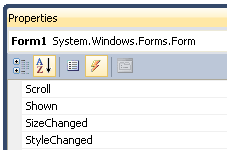 Properties
Form1 System.Windows.Forms.Form
A
Z
Scroll
Shown
SizeChanged
StyleChanged